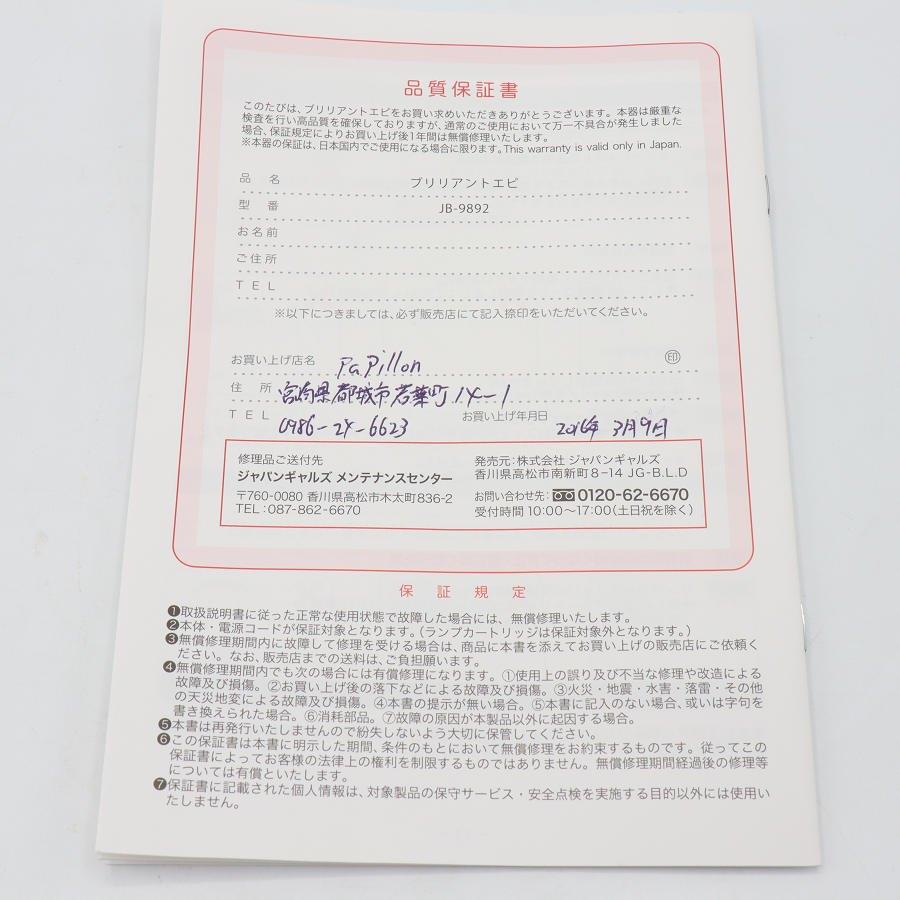 品質保証書
このたびは、ブリリアントエピをお買い求めいただきありがとうございます。本器は厳重な
検査を行い高品質を確保しておりますが、通常のご使用において万一不具合が発生しました
場合、保証規定によりお買い上げ後1年間は無償修理いたします。
※本器の保証は、日本国内でご使用になる場合に限ります。This warranty is valid only in Japan.
品 名 ブリリアントエピ
型 番 JB-9892
お名前
ご住所
TEL
※以下につきましては、必ず販売店にて記入捺印をいただいてください。
お買い上げ店名 Papillon 印
住 所 宮崎県都城市若葉町14-1
TEL 0986-24-6623 お買い上げ年月日 2016年 3月9日
修理品ご送付先
ジャパンギャルズ メンテナンスセンター
〒760-0080 香川県高松市木太町836-2
TEL:087-862-6670
発売元:株式会社 ジャパンギャルズ
香川県高松市南新町8-14 JG-B.L.D
お問い合わせ先: 0120-62-6670
受付時間 10:00〜17:00(土日祝を除く)
保証規定
❶取扱説明書に従った正常な使用状態で故障した場合には、無償修理いたします。
❷本体・電源コードが保証対象となります。(ランプカートリッジは保証対象外となります。)
❸無償修理期間内に故障して修理を受ける場合は、商品に本書を添えてお買い上げの販売店にご依頼く
ださい。なお、販売店までの送料は、ご負担願います。
❹無償修理期間内でも次の場合には有償修理になります。①使用上の誤り及び不当な修理や改造による
故障及び損傷。②お買い上げ後の落下などによる故障及び損傷。③火災・地震・水害・落雷・その他
の天災地変による故障及び損傷。④本書の提示が無い場合。⑤本書に記入のない場合、或いは字句を
書き換えられた場合。⑥消耗部品。⑦故障の原因が本製品以外に起因する場合。
❺本書は再発行いたしませんので紛失しないよう大切に保管してください。
❻この保証書は本書に明示した期間、条件のもとにおいて無償修理をお約束するものです。従ってこの
保証書によってお客様の法律上の権利を制限するものではありません。無償修理期間経過後の修理等
については有償といたします。
❼保証書に記載された個人情報は、対象製品の保守サービス・安全点検を実施する目的以外には使用い
たしません。